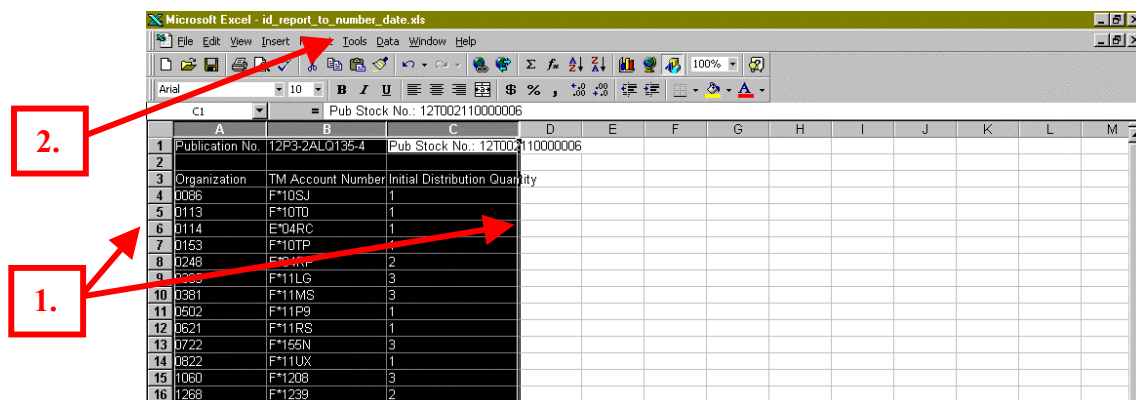 Microsoft Excel - id_report_to_number_date.xls
File Edit View Insert Tools Data Window Help
100%
Arial 10 B I U $ % ,
C1 = Pub Stock No.: 12T002110000006
A B C D E F G H I J K L M
1 Publication No. 12P3-2ALQ135-4 Pub Stock No.: 12T002110000006
2
3 Organization TM Account Number Initial Distribution Quantity
4 0086 F*10SJ 1
5 0113 F*10T0 1
6 0114 E*04RC 1
7 0153 F*10TP
8 0248 2
9 F*11LG 3
10 0381 F*11MS 3
11 0502 F*11P9 1
12 0621 F*11RS 1
13 0722 F*155N 3
14 0822 F*11UX 1
15 1060 F*1208 3
16 1268 F*1239 2
2.
1.